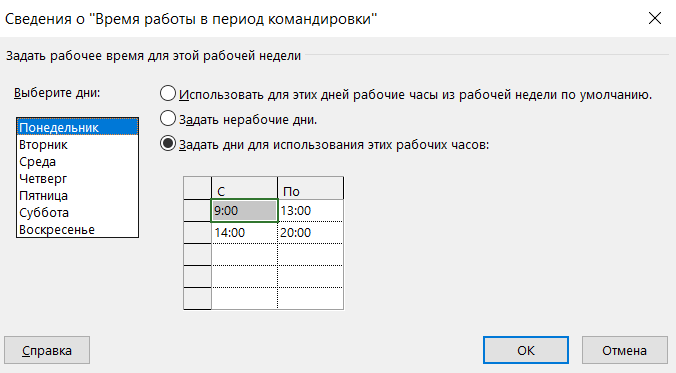 Сведения о "Время работы в период командировки"
Задать рабочее время для этой рабочей недели
Выберите дни:
Использовать для этих дней рабочие часы из рабочей недели по умолчанию.
Задать нерабочие дни.
Задать дни для использования этих рабочих часов:
Понедельник
Вторник
Среда
Четверг
Пятница
Суббота
Воскресенье
С По
9:00 13:00
14:00 20:00
Справка ОК Отмена